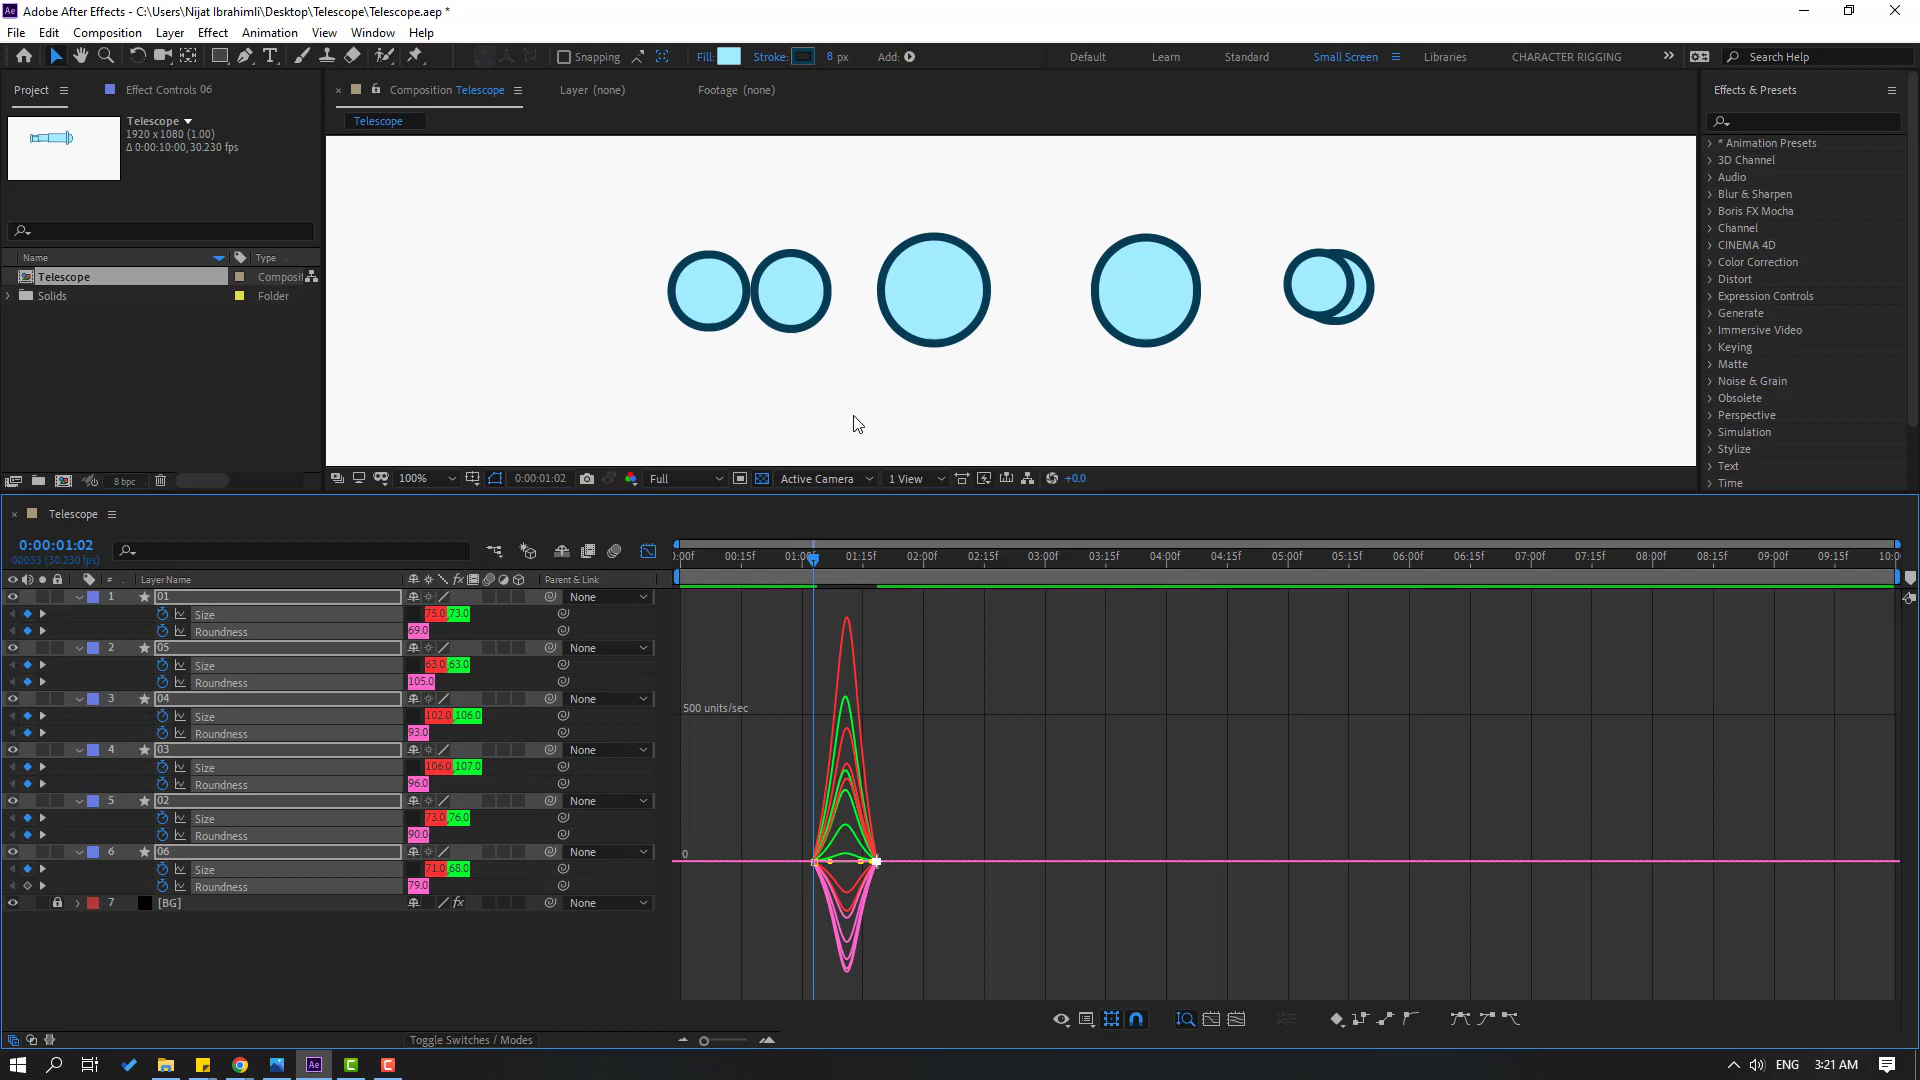 Adobe After Effects - C:\Users\Nijat Ibrahimli\Desktop\Telescope\Telescope.aep *
File Edit Composition Layer Effect Animation View Window Help
Snapping Fill: Stroke: 8 px Add: Default Learn Standard Small Screen Libraries CHARACTER RIGGING Search Help
Project Effect Controls 06 Composition Telescope Layer (none) Footage (none) Effects & Presets
Telescope
1920 x 1080 (1.00)
Δ 0:00:10:00, 30.230 fps
Telescope
* Animation Presets
3D Channel
Audio
Blur & Sharpen
Boris FX Mocha
Channel
CINEMA 4D
Color Correction
Distort
Expression Controls
Generate
Immersive Video
Keying
Matte
Noise & Grain
Obsolete
Perspective
Simulation
Stylize
Text
Time
Name Type
Telescope Composit
Solids Folder
8 bpc
100% 0:00:01:02 Full Active Camera 1 View +0.0
Telescope
0:00:01:02
00033 (30.230 fps)
:00f 00:15f 01:00f 01:15f 02:00f 02:15f 03:00f 03:15f 04:00f 04:15f 05:00f 05:15f 06:00f 06:15f 07:00f 07:15f 08:00f 08:15f 09:00f 09:15f 10:0
# Layer Name fx Parent & Link
1 01 None
Size 75.0,73.0
Roundness 69.0
2 05 None
Size 63.0,63.0
Roundness 105.0
3 04 None
Size 102.0,106.0
Roundness 93.0
4 03 None
Size 106.0,107.0
Roundness 96.0
5 02 None
Size 73.0,76.0
Roundness 90.0
6 06 None
Size 71.0,68.0
Roundness 79.0
7 [BG] fx None
500 units/sec
0
Toggle Switches / Modes
Ae ENG 3:21 AM